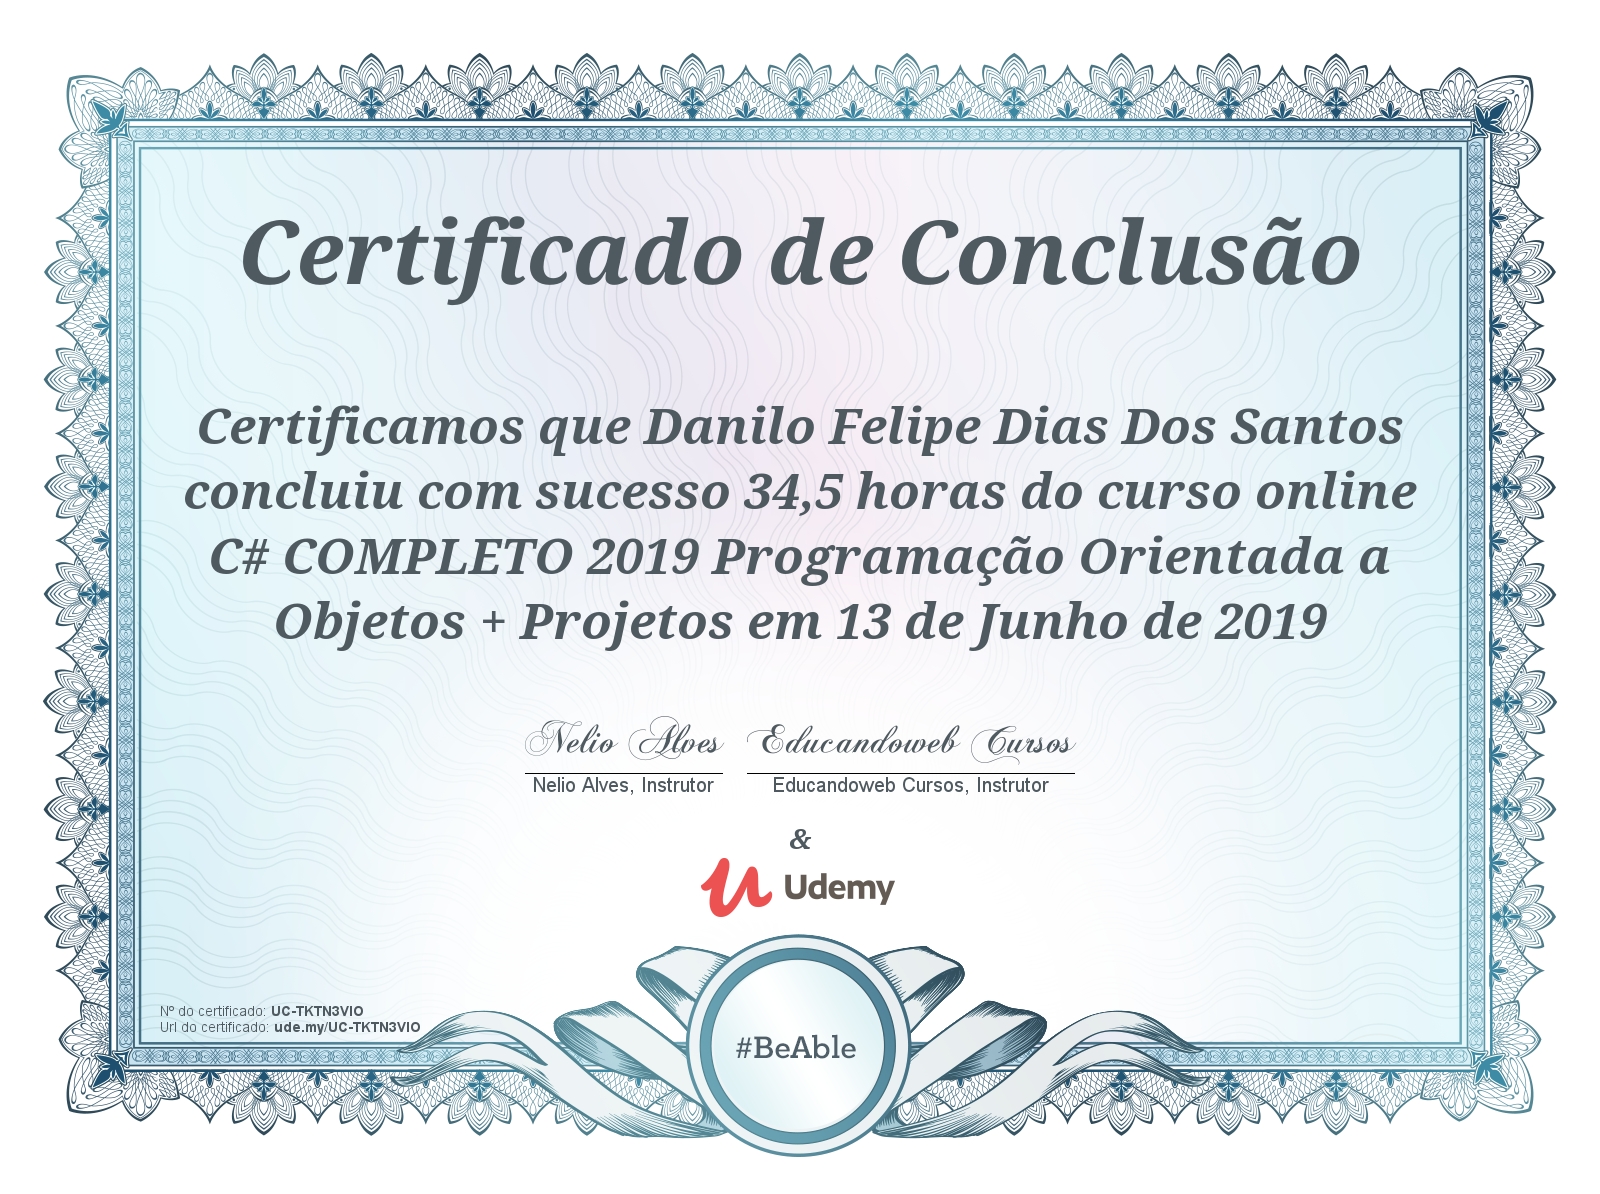 Certificado de Conclusão
Certificamos que Danilo Felipe Dias Dos Santos
concluiu com sucesso 34,5 horas do curso online
C# COMPLETO 2019 Programação Orientada a
Objetos + Projetos em 13 de Junho de 2019
Nelio Alves Educandoweb Cursos
Nelio Alves, Instrutor Educandoweb Cursos, Instrutor
&
Udemy
Nº do certificado: UC-TKTN3VIO
Url do certificado: ude.my/UC-TKTN3VIO
#BeAble